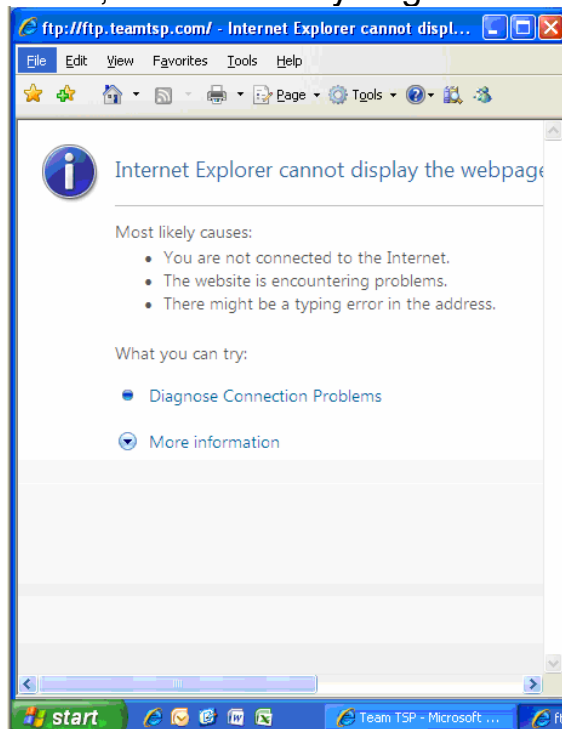 ftp://ftp.teamtsp.com/ - Internet Explorer cannot displ...
File Edit View Favorites Tools Help
Page Tools
Internet Explorer cannot display the webpage
Most likely causes:
• You are not connected to the Internet.
• The website is encountering problems.
• There might be a typing error in the address.
What you can try:
Diagnose Connection Problems
More information
start Team TSP - Microsoft ...